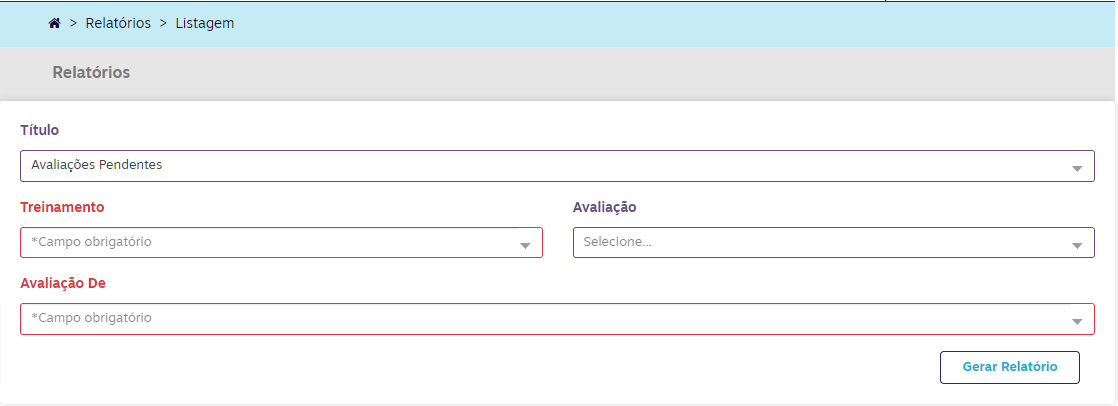 > Relatórios > Listagem
Relatórios
Título
Avaliações Pendentes
Treinamento
*Campo obrigatório
Avaliação
Selecione...
Avaliação De
*Campo obrigatório
Gerar Relatório